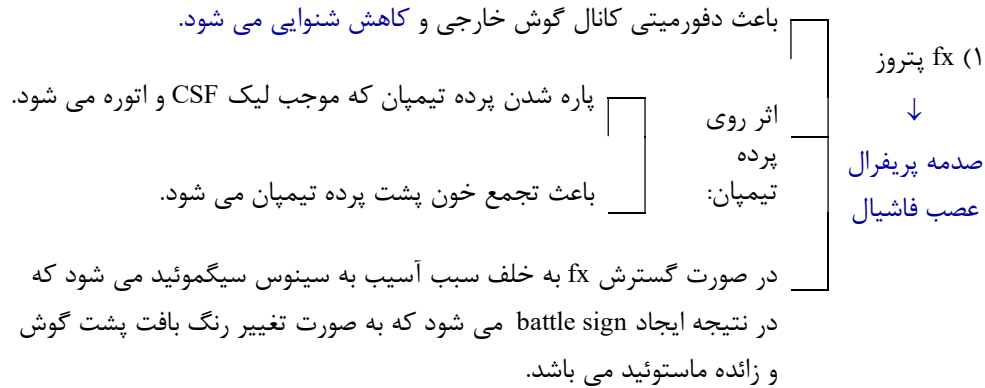 ۱) fx پتروز
↓
صدمه پریفرال
عصب فاشیال
باعث دفورمیتی کانال گوش خارجی و کاهش شنوایی می شود.
اثر روی
پرده
تیمپان:
پاره شدن پرده تیمپان که موجب لیک CSF و اتوره می شود.
باعث تجمع خون پشت پرده تیمپان می شود.
در صورت گسترش fx به خلف سبب آسیب به سینوس سیگموئید می شود که
در نتیجه ایجاد battle sign می شود که به صورت تغییر رنگ بافت پشت گوش
و زائده ماستوئید می باشد.